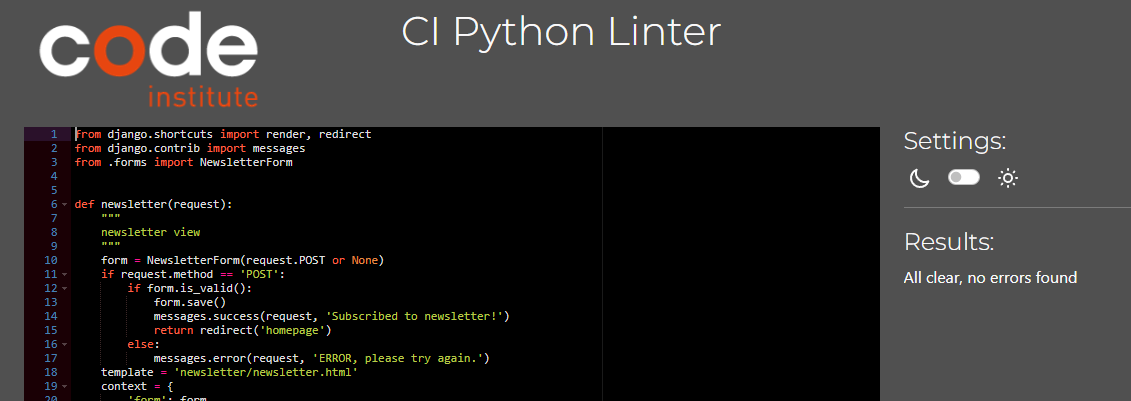 code
institute
CI Python Linter
1 from django.shortcuts import render, redirect
2 from django.contrib import messages
3 from .forms import NewsletterForm
4
5
6 def newsletter(request):
7 """
8 newsletter view
9 """
10 form = NewsletterForm(request.POST or None)
11 if request.method == 'POST':
12 if form.is_valid():
13 form.save()
14 messages.success(request, 'Subscribed to newsletter!')
15 return redirect('homepage')
16 else:
17 messages.error(request, 'ERROR, please try again.')
18 template = 'newsletter/newsletter.html'
19 context = {
20 'form': form
Settings:
Results:
All clear, no errors found